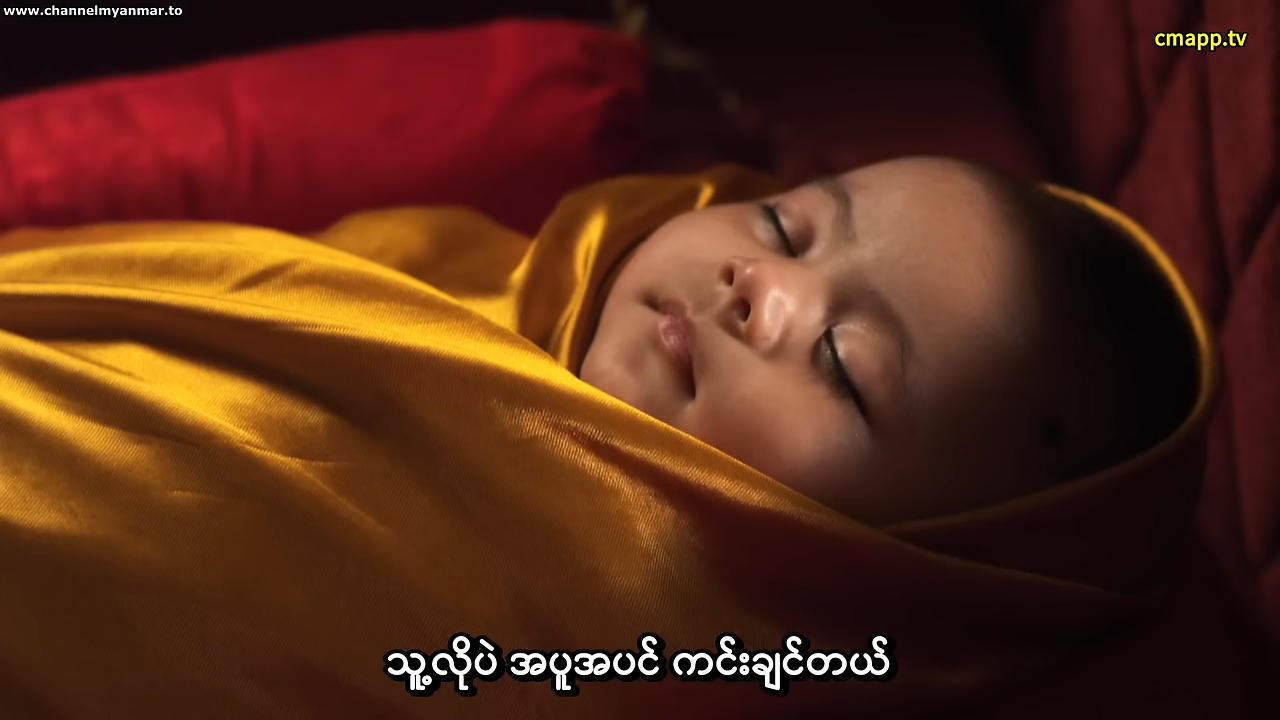 www.channelmyanmar.to
cmapp.tv
သူ့လိုပဲ အပူအပင် ကင်းချင်တယ်